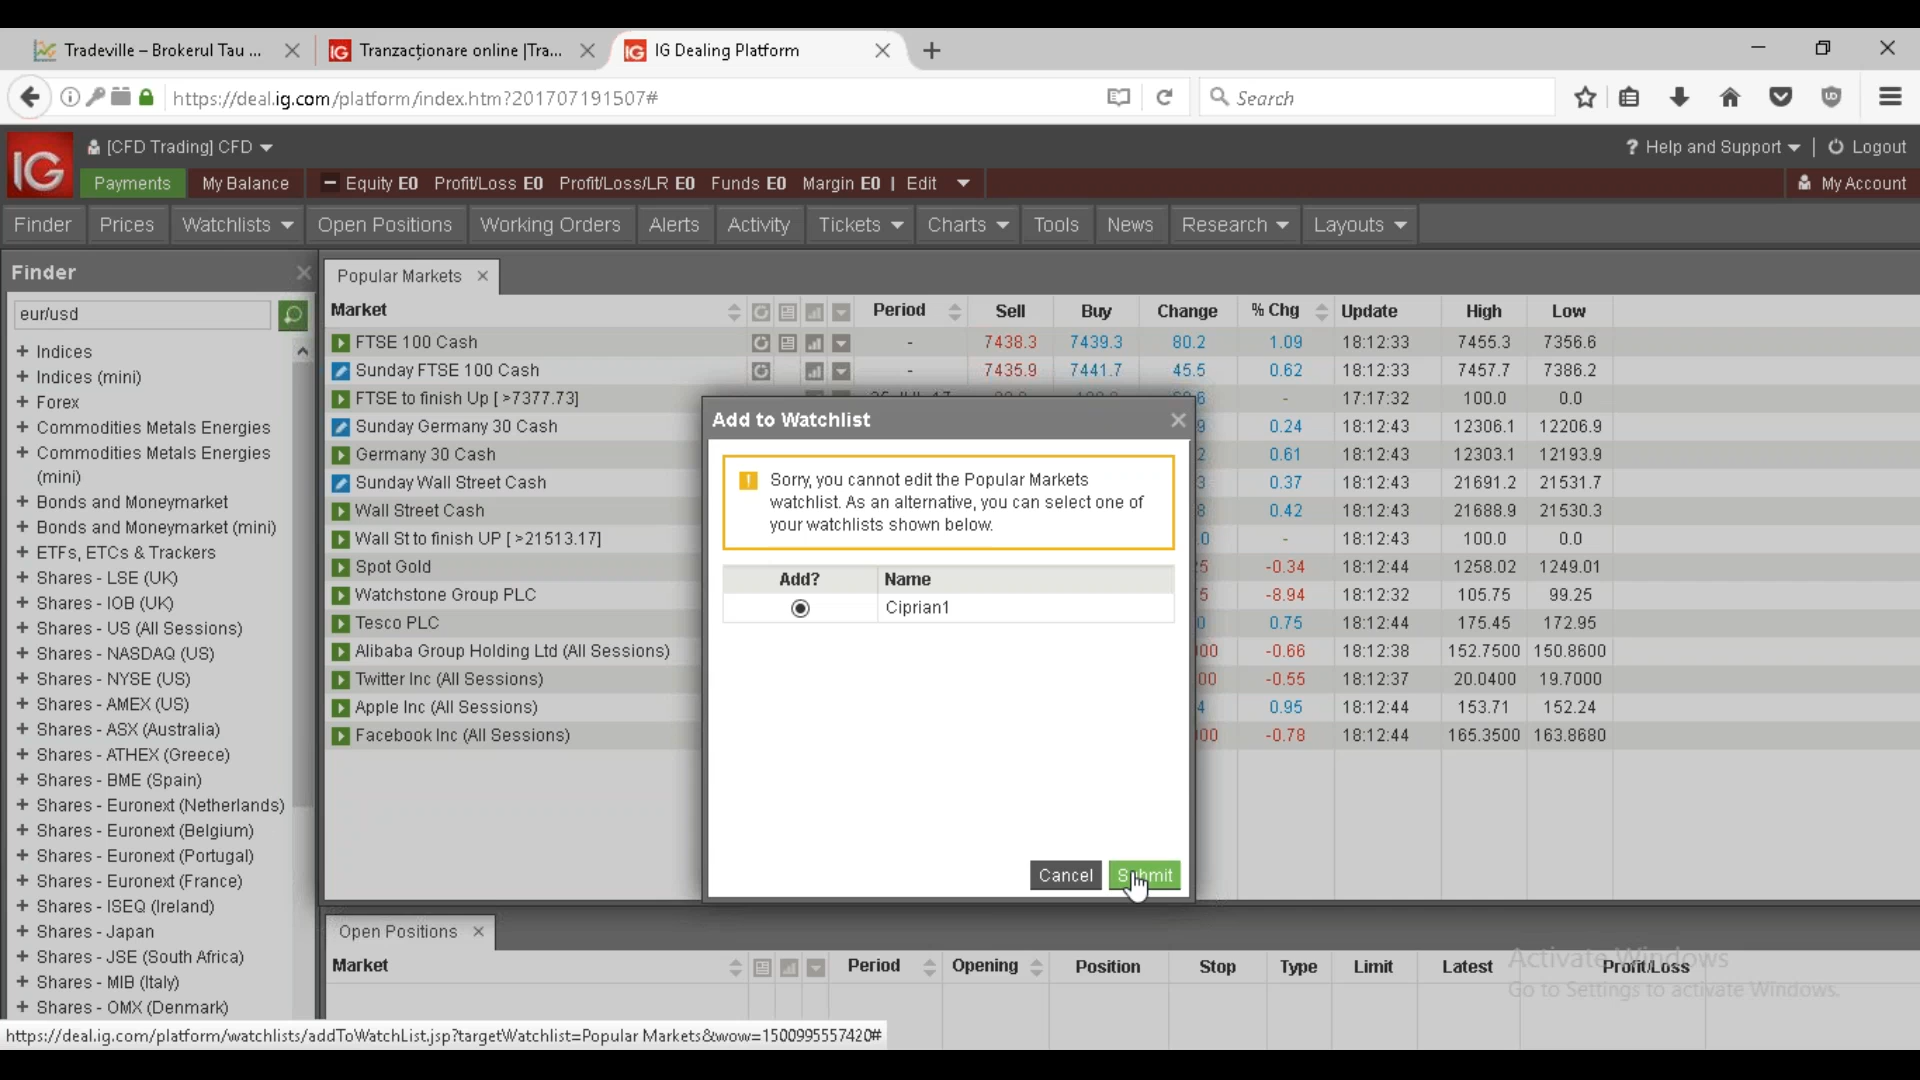 Tradeville – Brokerul Tau ...
Tranzacționare online |Tra...
IG Dealing Platform
https://deal.ig.com/platform/index.htm?201707191507#
Search
IG
[CFD Trading] CFD
? Help and Support
Logout
Payments
My Balance
Equity E0 Profit/Loss E0 Profit/Loss/LR E0 Funds E0 Margin E0 | Edit
My Account
Finder Prices Watchlists Open Positions Working Orders Alerts Activity Tickets Charts Tools News Research Layouts
Finder
eur/usd
+ Indices
+ Indices (mini)
+ Forex
+ Commodities Metals Energies
+ Commodities Metals Energies
(mini)
+ Bonds and Moneymarket
+ Bonds and Moneymarket (mini)
+ ETFs, ETCs & Trackers
+ Shares - LSE (UK)
+ Shares - IOB (UK)
+ Shares - US (All Sessions)
+ Shares - NASDAQ (US)
+ Shares - NYSE (US)
+ Shares - AMEX (US)
+ Shares - ASX (Australia)
+ Shares - ATHEX (Greece)
+ Shares - BME (Spain)
+ Shares - Euronext (Netherlands)
+ Shares - Euronext (Belgium)
+ Shares - Euronext (Portugal)
+ Shares - Euronext (France)
+ Shares - ISEQ (Ireland)
+ Shares - Japan
+ Shares - JSE (South Africa)
+ Shares - MIB (Italy)
+ Shares - OMX (Denmark)
Popular Markets
Market Period Sell Buy Change % Chg Update High Low
FTSE 100 Cash - 7438.3 7439.3 80.2 1.09 18:12:33 7455.3 7356.6
Sunday FTSE 100 Cash - 7435.9 7441.7 45.5 0.62 18:12:33 7457.7 7386.2
FTSE to finish Up [ >7377.73] 6 - 17:17:32 100.0 0.0
Sunday Germany 30 Cash 9 0.24 18:12:43 12306.1 12206.9
Germany 30 Cash 2 0.61 18:12:43 12303.1 12193.9
Sunday Wall Street Cash 3 0.37 18:12:43 21691.2 21531.7
Wall Street Cash 8 0.42 18:12:43 21688.9 21530.3
Wall St to finish UP [ >21513.17] 0 - 18:12:43 100.0 0.0
Spot Gold 5 -0.34 18:12:44 1258.02 1249.01
Watchstone Group PLC 5 -8.94 18:12:32 105.75 99.25
Tesco PLC 0 0.75 18:12:44 175.45 172.95
Alibaba Group Holding Ltd (All Sessions) 00 -0.66 18:12:38 152.7500 150.8600
Twitter Inc (All Sessions) 00 -0.55 18:12:37 20.0400 19.7000
Apple Inc (All Sessions) 4 0.95 18:12:44 153.71 152.24
Facebook Inc (All Sessions) 00 -0.78 18:12:44 165.3500 163.8680
Add to Watchlist
Sorry, you cannot edit the Popular Markets
watchlist. As an alternative, you can select one of
your watchlists shown below.
Add? Name
Ciprian1
Cancel Submit
Open Positions
Market Period Opening Position Stop Type Limit Latest Profit/Loss
Activate Windows
Go to Settings to activate Windows.
https://deal.ig.com/platform/watchlists/addToWatchList.jsp?targetWatchlist=Popular Markets&wow=1500995557420#